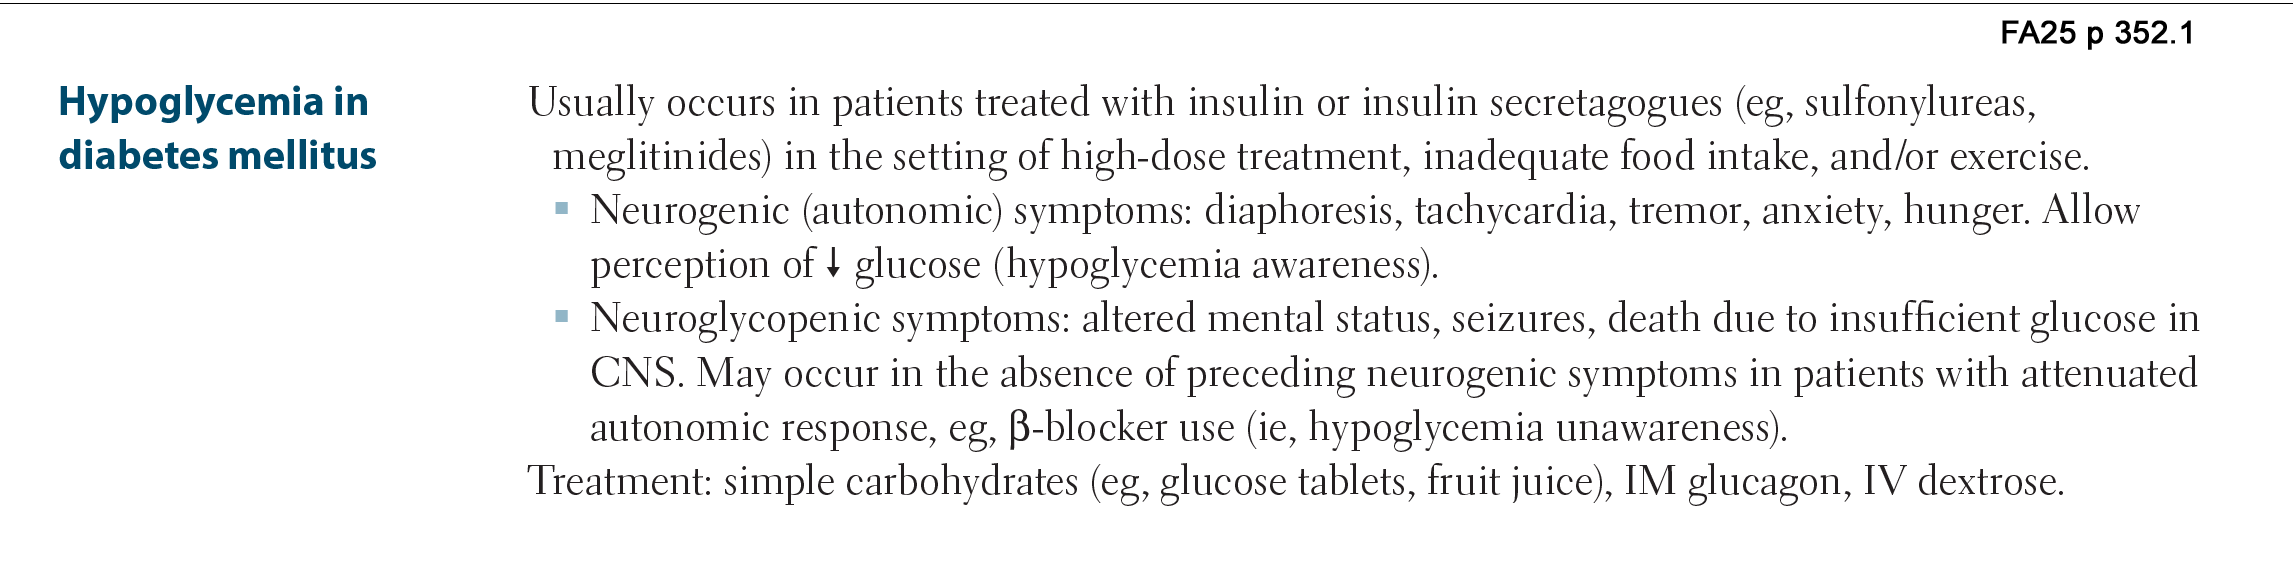 FA25 p 352.1
Hypoglycemia in
diabetes mellitus
Usually occurs in patients treated with insulin or insulin secretagogues (eg, sulfonylureas,
meglitinides) in the setting of high-dose treatment, inadequate food intake, and/or exercise.
▪ Neurogenic (autonomic) symptoms: diaphoresis, tachycardia, tremor, anxiety, hunger. Allow
perception of ↓ glucose (hypoglycemia awareness).
▪ Neuroglycopenic symptoms: altered mental status, seizures, death due to insufficient glucose in
CNS. May occur in the absence of preceding neurogenic symptoms in patients with attenuated
autonomic response, eg, β-blocker use (ie, hypoglycemia unawareness).
Treatment: simple carbohydrates (eg, glucose tablets, fruit juice), IM glucagon, IV dextrose.